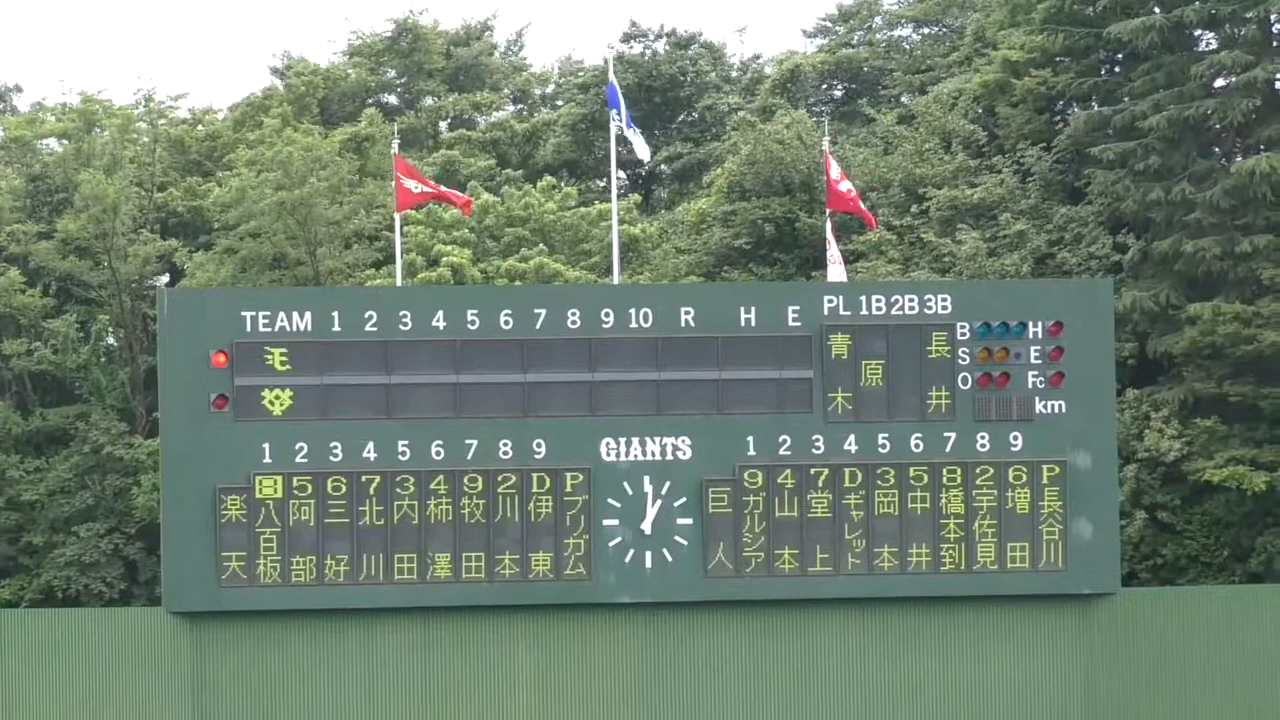 TEAM 1 2 3 4 5 6 7 8 9 10 R H E
PL 1B 2B 3B
青木
原
長井
B H
S E
O Fc
km
1 2 3 4 5 6 7 8 9
GIANTS
1 2 3 4 5 6 7 8 9
楽天
8 八百板
5 阿部
6 三好
7 北川
3 内田
4 柿澤
9 牧田
2 川本
D 伊東
P ブリガム
巨人
9 ガルシア
4 山本
7 堂上
D ギャレット
3 岡本
5 中井
8 橋本到
2 宇佐見
6 増田
P 長谷川